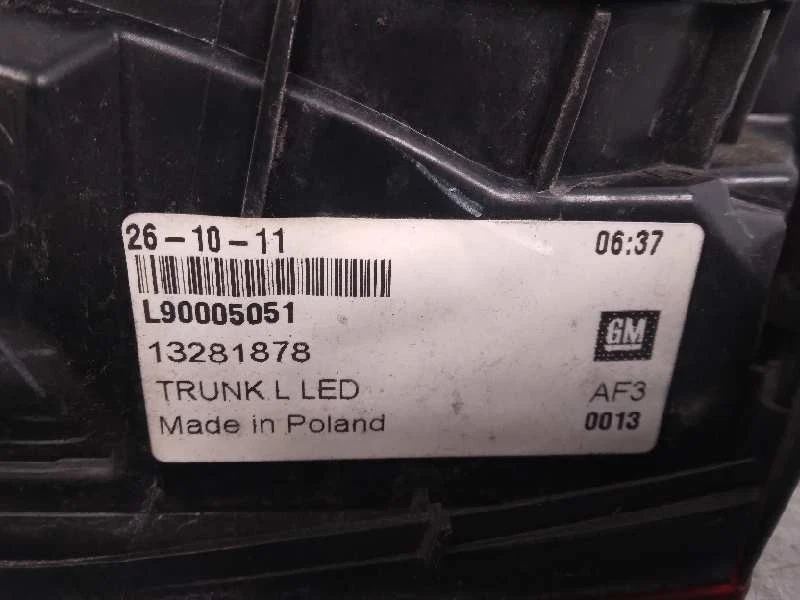 26-10-11 06:37
L90005051
13281878
GM
TRUNK L LED AF3
Made in Poland 0013